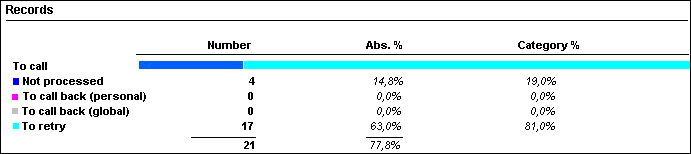 Records
Number Abs. % Category %
To call
Not processed 4 14,8% 19,0%
To call back (personal) 0 0,0% 0,0%
To call back (global) 0 0,0% 0,0%
To retry 17 63,0% 81,0%
21 77,8%